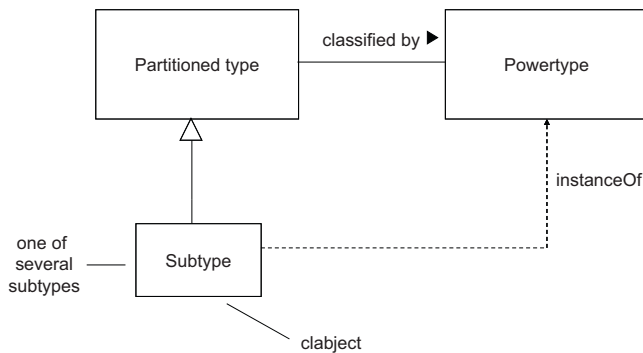 classified by ▶
Partitioned type
Powertype
instanceOf
one of
several
subtypes
Subtype
clabject